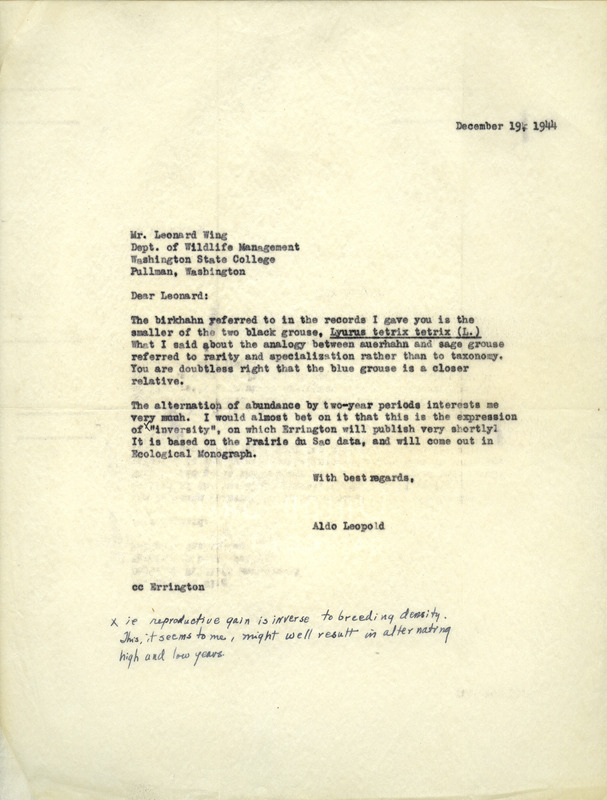 December 19, 1944
Mr. Leonard Wing
Dept. of Wildlife Management
Washington State College
Pullman, Washington
Dear Leonard:
The birkhahn referred to in the records I gave you is the
smaller of the two black grouse, Lyurus tetrix tetrix (L.)
What I said about the analogy between auerhahn and sage grouse
referred to rarity and specialization rather than to taxonomy.
You are doubtless right that the blue grouse is a closer
relative.
The alternation of abundance by two-year periods interests me
very much. I would almost bet on it that this is the expression
of x"inversity", on which Errington will publish very shortly!
It is based on the Prairie du Sac data, and will come out in
Ecological Monograph.
With best regards,
Aldo Leopold
cc Errington
x ie reproductive gain is inverse to breeding density.
This, it seems to me, might well result in alternating
high and low years.